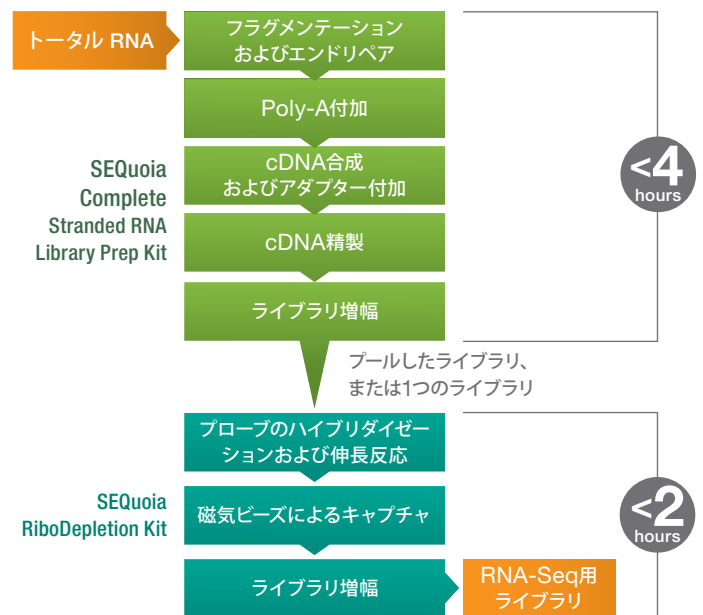 トータル RNA
フラグメンテーション
およびエンドリペア
Poly-A付加
cDNA合成
およびアダプター付加
cDNA精製
ライブラリ増幅
SEQuoia
Complete
Stranded RNA
Library Prep Kit
<4
hours
プールしたライブラリ、
または1つのライブラリ
プローブのハイブリダイゼー
ションおよび伸長反応
磁気ビーズによるキャプチャ
ライブラリ増幅
SEQuoia
RiboDepletion Kit
<2
hours
RNA-Seq用
ライブラリ